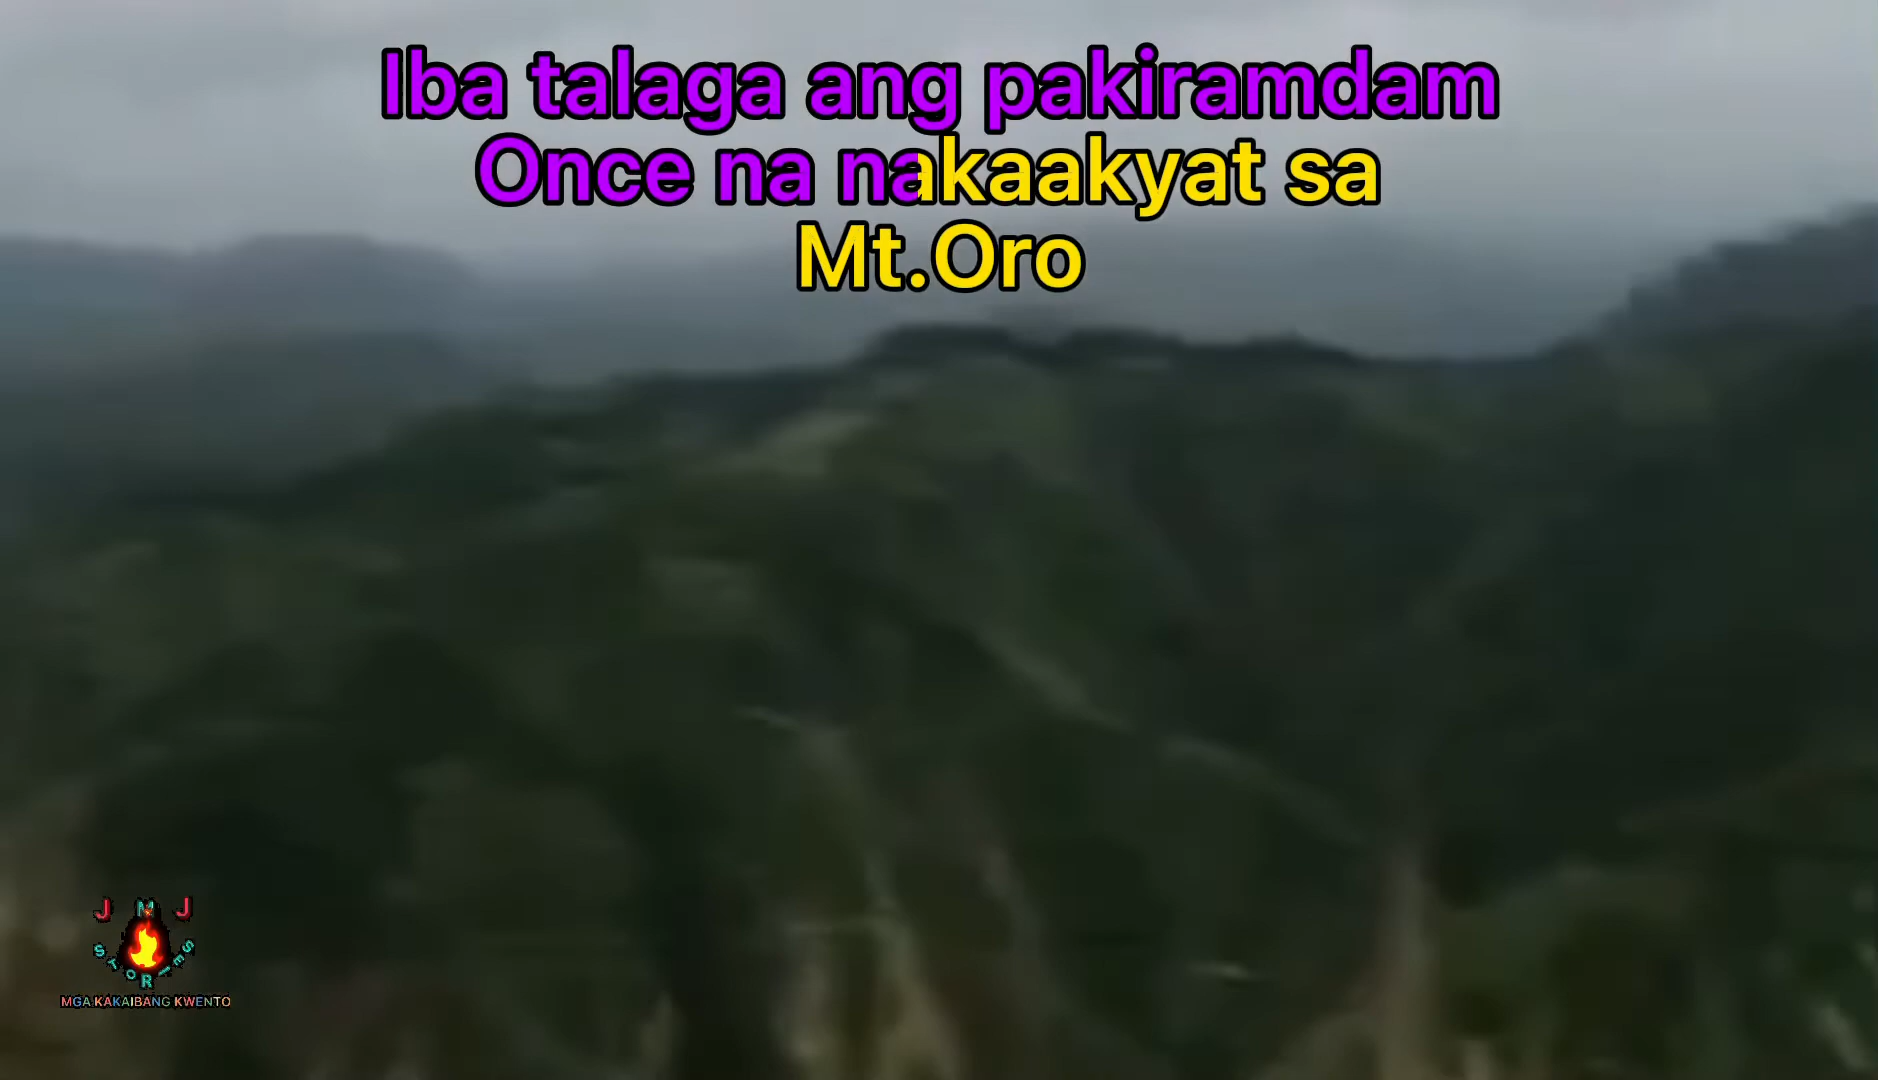 Iba talaga ang pakiramdam
Once na nakaakyat sa
Mt.Oro
J M J
STORIES
MGA KAKAIBANG KWENTO